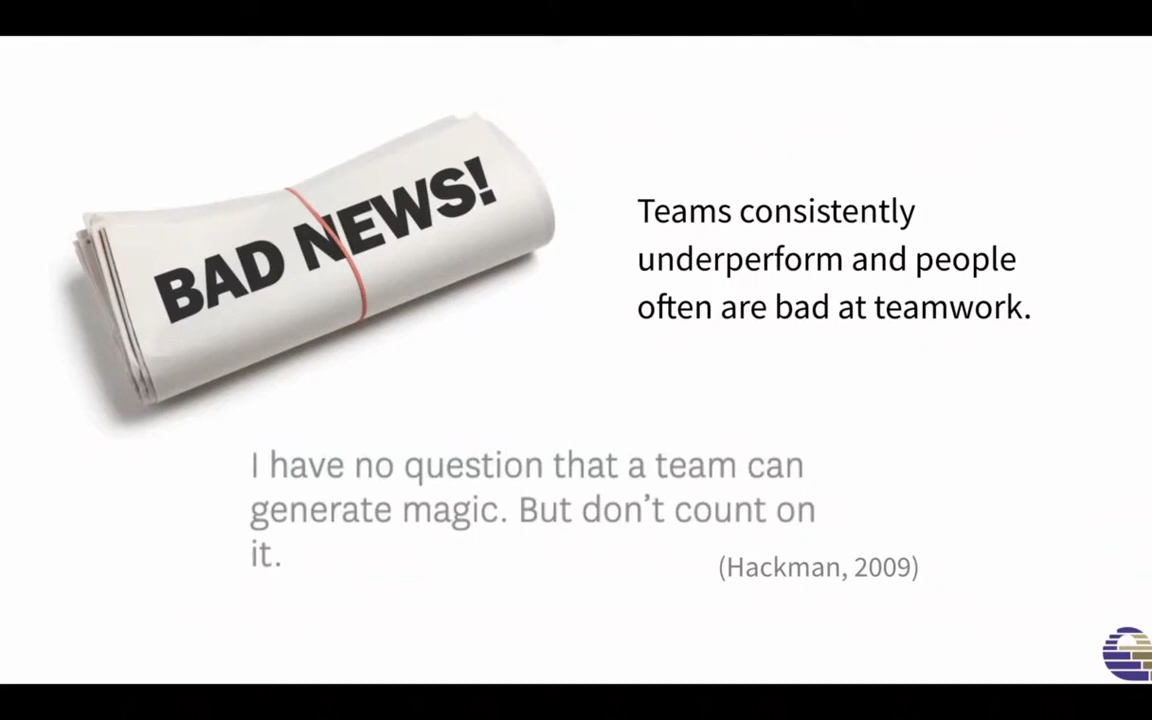 BAD NEWS!
Teams consistently
underperform and people
often are bad at teamwork.
I have no question that a team can
generate magic. But don’t count on
it.
(Hackman, 2009)